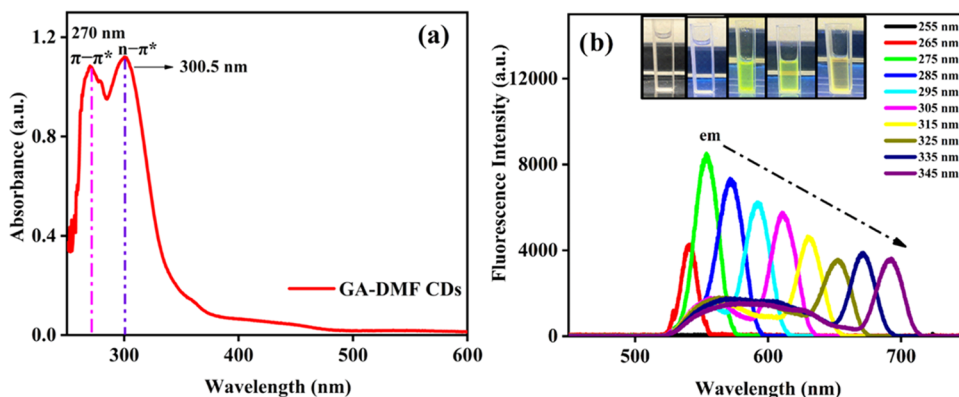 (a)
270 nm
π−π*
n−π*
300.5 nm
GA-DMF CDs
Absorbance (a.u.)
1.2
0.8
0.4
0.0
300
400
500
600
Wavelength (nm)
(b)
255 nm
265 nm
275 nm
285 nm
295 nm
305 nm
315 nm
325 nm
335 nm
345 nm
em
Fluorescence Intensity (a.u.)
12000
8000
4000
0
500
600
700
Wavelength (nm)